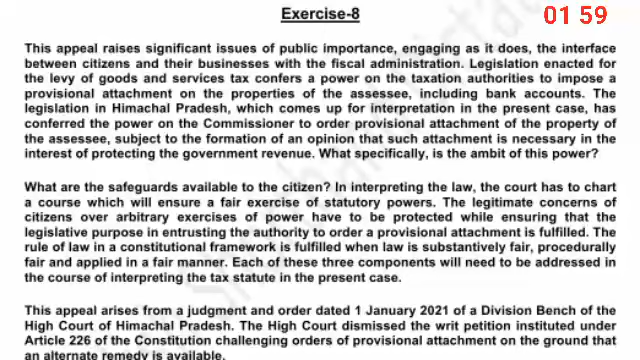 Exercise-8
01 59
This appeal raises significant issues of public importance, engaging as it does, the interface
between citizens and their businesses with the fiscal administration. Legislation enacted for
the levy of goods and services tax confers a power on the taxation authorities to impose a
provisional attachment on the properties of the assessee, including bank accounts. The
legislation in Himachal Pradesh, which comes up for interpretation in the present case, has
conferred the power on the Commissioner to order provisional attachment of the property of
the assessee, subject to the formation of an opinion that such attachment is necessary in the
interest of protecting the government revenue. What specifically, is the ambit of this power?
What are the safeguards available to the citizen? In interpreting the law, the court has to chart
a course which will ensure a fair exercise of statutory powers. The legitimate concerns of
citizens over arbitrary exercises of power have to be protected while ensuring that the
legislative purpose in entrusting the authority to order a provisional attachment is fulfilled. The
rule of law in a constitutional framework is fulfilled when law is substantively fair, procedurally
fair and applied in a fair manner. Each of these three components will need to be addressed in
the course of interpreting the tax statute in the present case.
This appeal arises from a judgment and order dated 1 January 2021 of a Division Bench of the
High Court of Himachal Pradesh. The High Court dismissed the writ petition instituted under
Article 226 of the Constitution challenging orders of provisional attachment on the ground that
an alternate remedy is available.